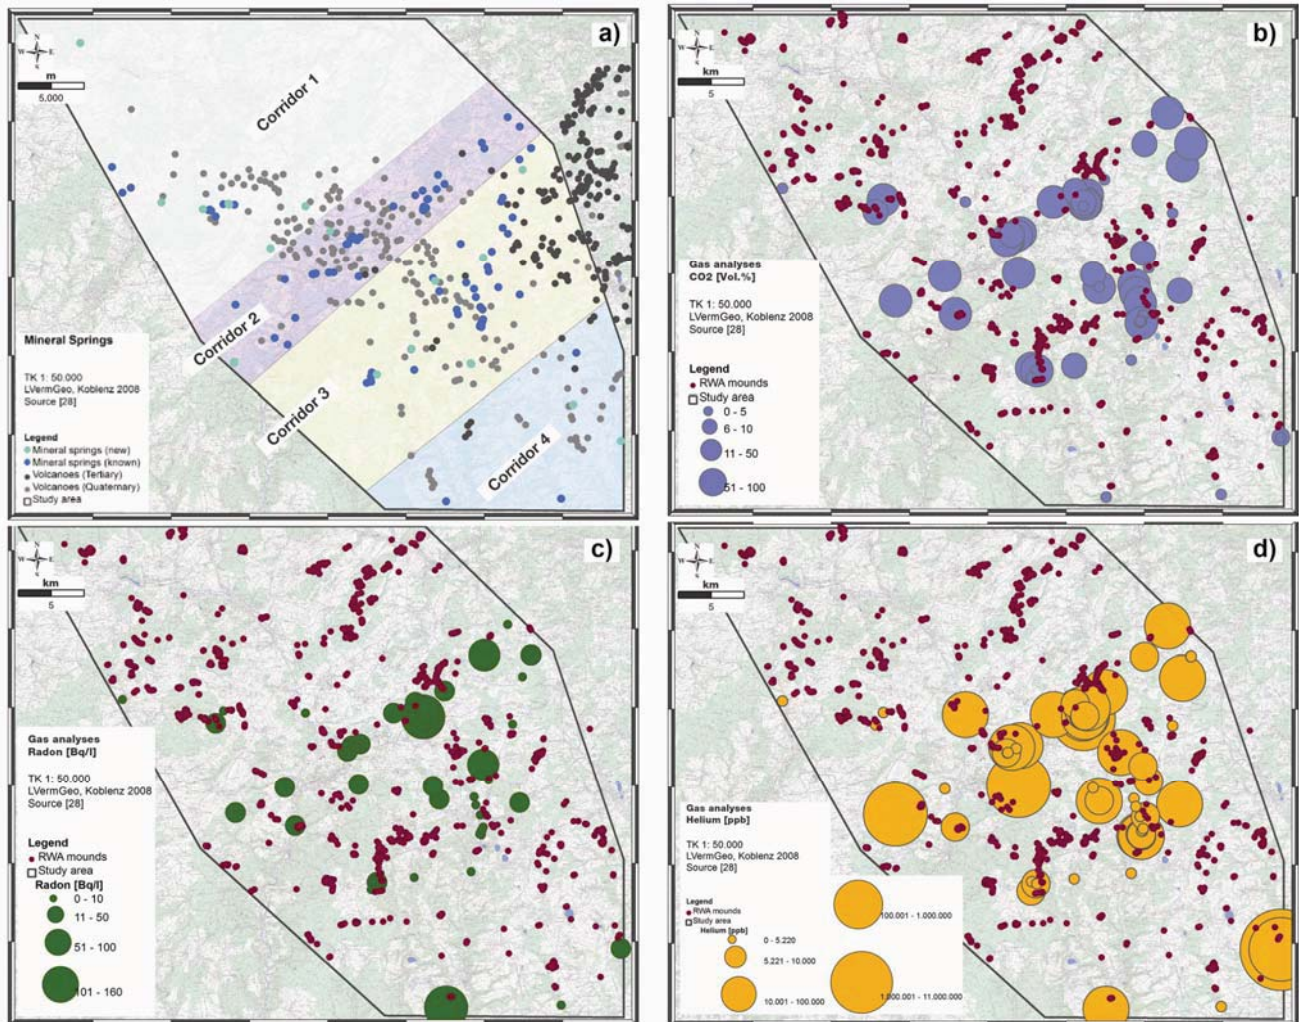 a)
N
W E
S
m
5.000
Corridor 1
Corridor 2
Corridor 3
Corridor 4
Mineral Springs
TK 1: 50.000
LVermGeo, Koblenz 2008
Source [28]
Legend
Mineral springs (new)
Mineral springs (known)
Volcanoes (Tertiary)
Volcanoes (Quaternary)
Study area
b)
N
W E
S
km
5
Gas analyses
CO2 [Vol.%]
TK 1: 50.000
LVermGeo, Koblenz 2008
Source [28]
Legend
RWA mounds
Study area
0 - 5
6 - 10
11 - 50
51 - 100
c)
N
W E
S
km
5
Gas analyses
Radon [Bq/l]
TK 1: 50.000
LVermGeo, Koblenz 2008
Source [28]
Legend
RWA mounds
Study area
Radon [Bq/l]
0 - 10
11 - 50
51 - 100
101 - 160
d)
N
W E
S
km
5
Gas analyses
Helium [ppb]
TK 1: 50.000
LVermGeo, Koblenz 2008
Source [28]
Legend
RWA mounds
Study area
Helium [ppb]
0 - 5.220
5.221 - 10.000
10.001 - 100.000
100.001 - 1.000.000
1.000.001 - 11.000.000